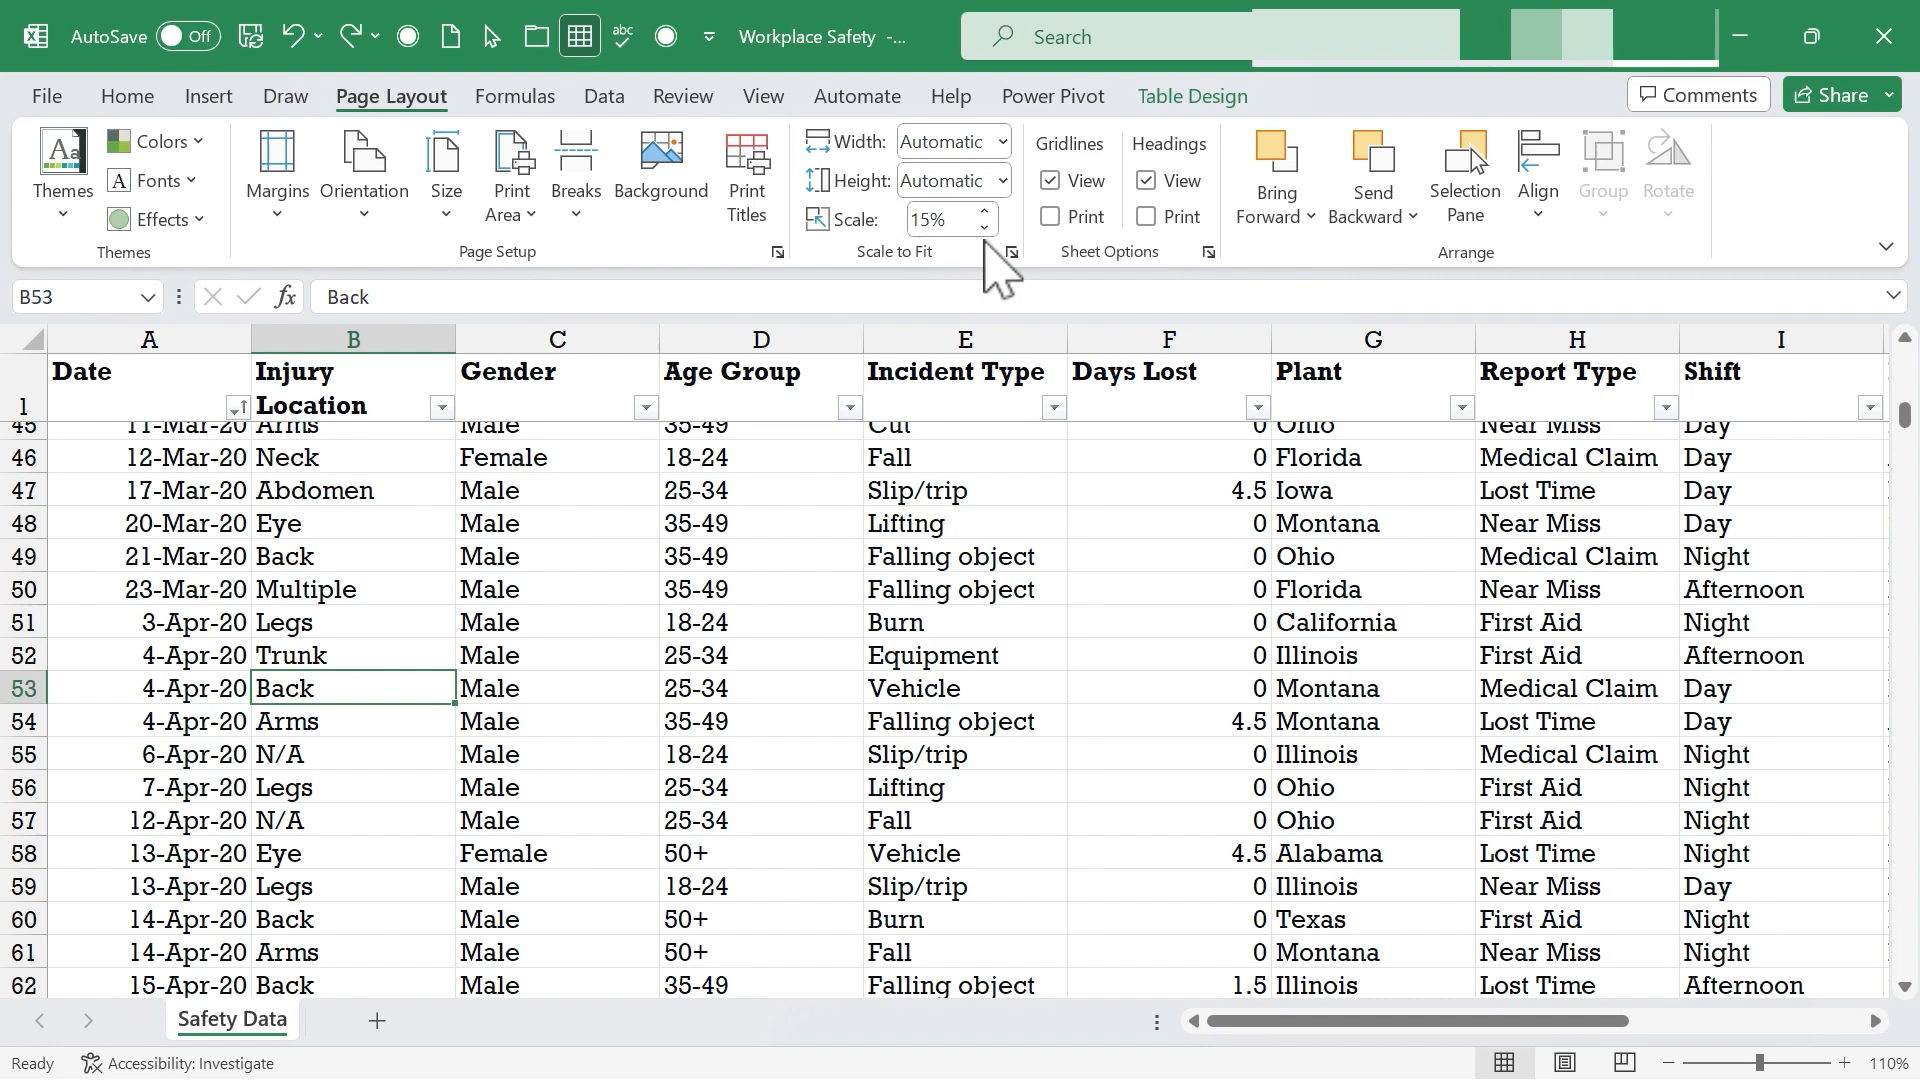 AutoSave Off Workplace Safety -... Search
File Home Insert Draw Page Layout Formulas Data Review View Automate Help Power Pivot Table Design Comments Share
Themes
Colors
Fonts
Effects
Themes
Margins
Orientation
Size
Print
Area
Breaks
Background
Print
Titles
Page Setup
Width: Automatic
Height: Automatic
Scale: 15%
Scale to Fit
Gridlines
View
Print
Headings
View
Print
Sheet Options
Bring
Forward
Send
Backward
Selection
Pane
Align
Group
Rotate
Arrange
B53 fx Back
A B C D E F G H I
1 Date Injury Location Gender Age Group Incident Type Days Lost Plant Report Type Shift
45 11-Mar-20 Arms Male 35-49 Cut 0 Ohio Near Miss Day
46 12-Mar-20 Neck Female 18-24 Fall 0 Florida Medical Claim Day
47 17-Mar-20 Abdomen Male 25-34 Slip/trip 4.5 Iowa Lost Time Day
48 20-Mar-20 Eye Male 35-49 Lifting 0 Montana Near Miss Day
49 21-Mar-20 Back Male 35-49 Falling object 0 Ohio Medical Claim Night
50 23-Mar-20 Multiple Male 35-49 Falling object 0 Florida Near Miss Afternoon
51 3-Apr-20 Legs Male 18-24 Burn 0 California First Aid Night
52 4-Apr-20 Trunk Male 25-34 Equipment 0 Illinois First Aid Afternoon
53 4-Apr-20 Back Male 25-34 Vehicle 0 Montana Medical Claim Day
54 4-Apr-20 Arms Male 35-49 Falling object 4.5 Montana Lost Time Day
55 6-Apr-20 N/A Male 18-24 Slip/trip 0 Illinois Medical Claim Night
56 7-Apr-20 Legs Male 25-34 Lifting 0 Ohio First Aid Night
57 12-Apr-20 N/A Male 25-34 Fall 0 Ohio First Aid Night
58 13-Apr-20 Eye Female 50+ Vehicle 4.5 Alabama Lost Time Night
59 13-Apr-20 Legs Male 18-24 Slip/trip 0 Illinois Near Miss Day
60 14-Apr-20 Back Male 50+ Burn 0 Texas First Aid Night
61 14-Apr-20 Arms Male 50+ Fall 0 Montana Near Miss Night
62 15-Apr-20 Back Male 35-49 Falling object 1.5 Illinois Lost Time Afternoon
Safety Data
Ready Accessibility: Investigate 110%